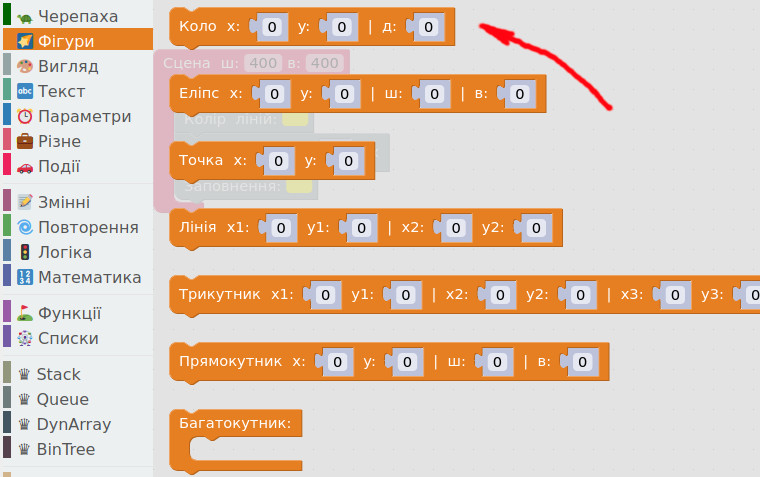 Черепаха
Фігури
Вигляд
abc Текст
Параметри
Різне
Події
Змінні
Повторення
Логіка
1234 Математика
Функції
Списки
Stack
Queue
DynArray
BinTree
Коло x: 0 y: 0 | д: 0
Сцена ш: 400 в: 400
Еліпс x: 0 y: 0 | ш: 0 | в: 0
Колір ліній:
Точка x: 0 y: 0
Заповнення:
Лінія x1: 0 y1: 0 | x2: 0 y2: 0
Трикутник x1: 0 y1: 0 | x2: 0 y2: 0 | x3: 0 y3: 0
Прямокутник x: 0 y: 0 | ш: 0 | в: 0
Багатокутник: